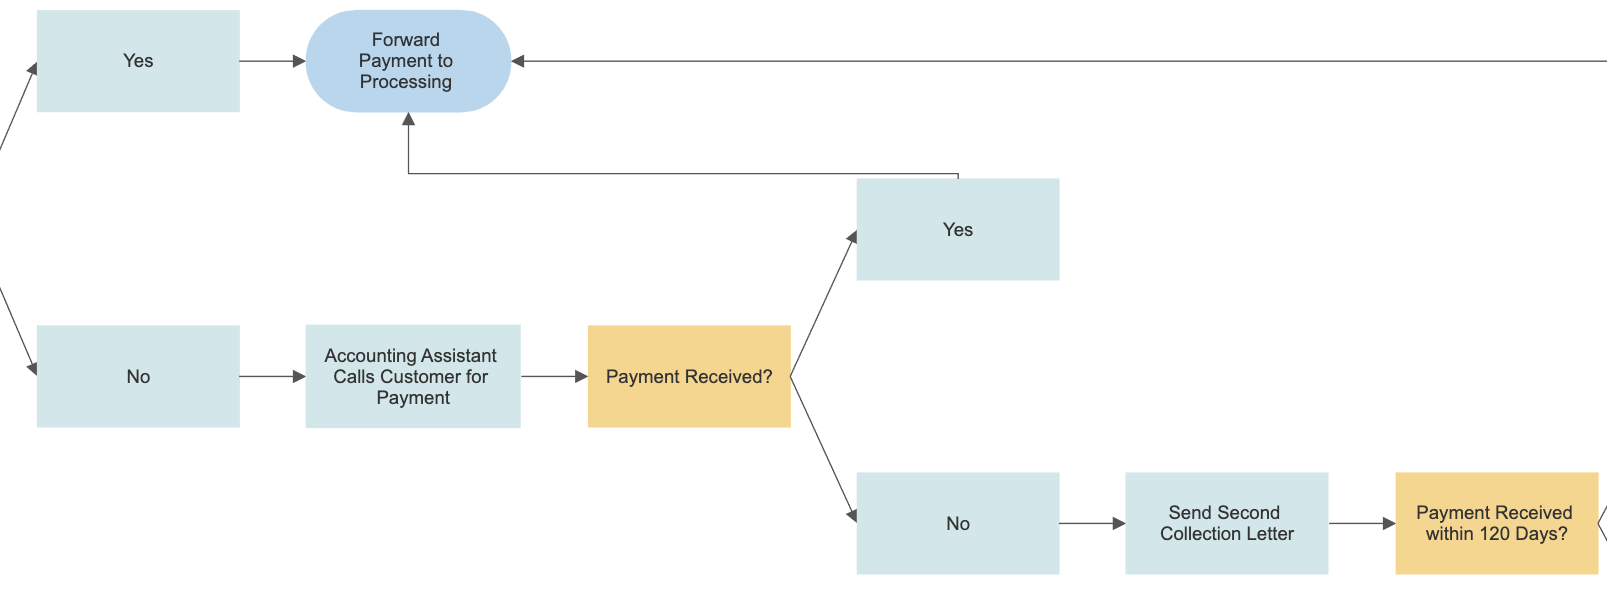 Yes
Forward
Payment to
Processing
Yes
No
Accounting Assistant
Calls Customer for
Payment
Payment Received?
No
Send Second
Collection Letter
Payment Received
within 120 Days?